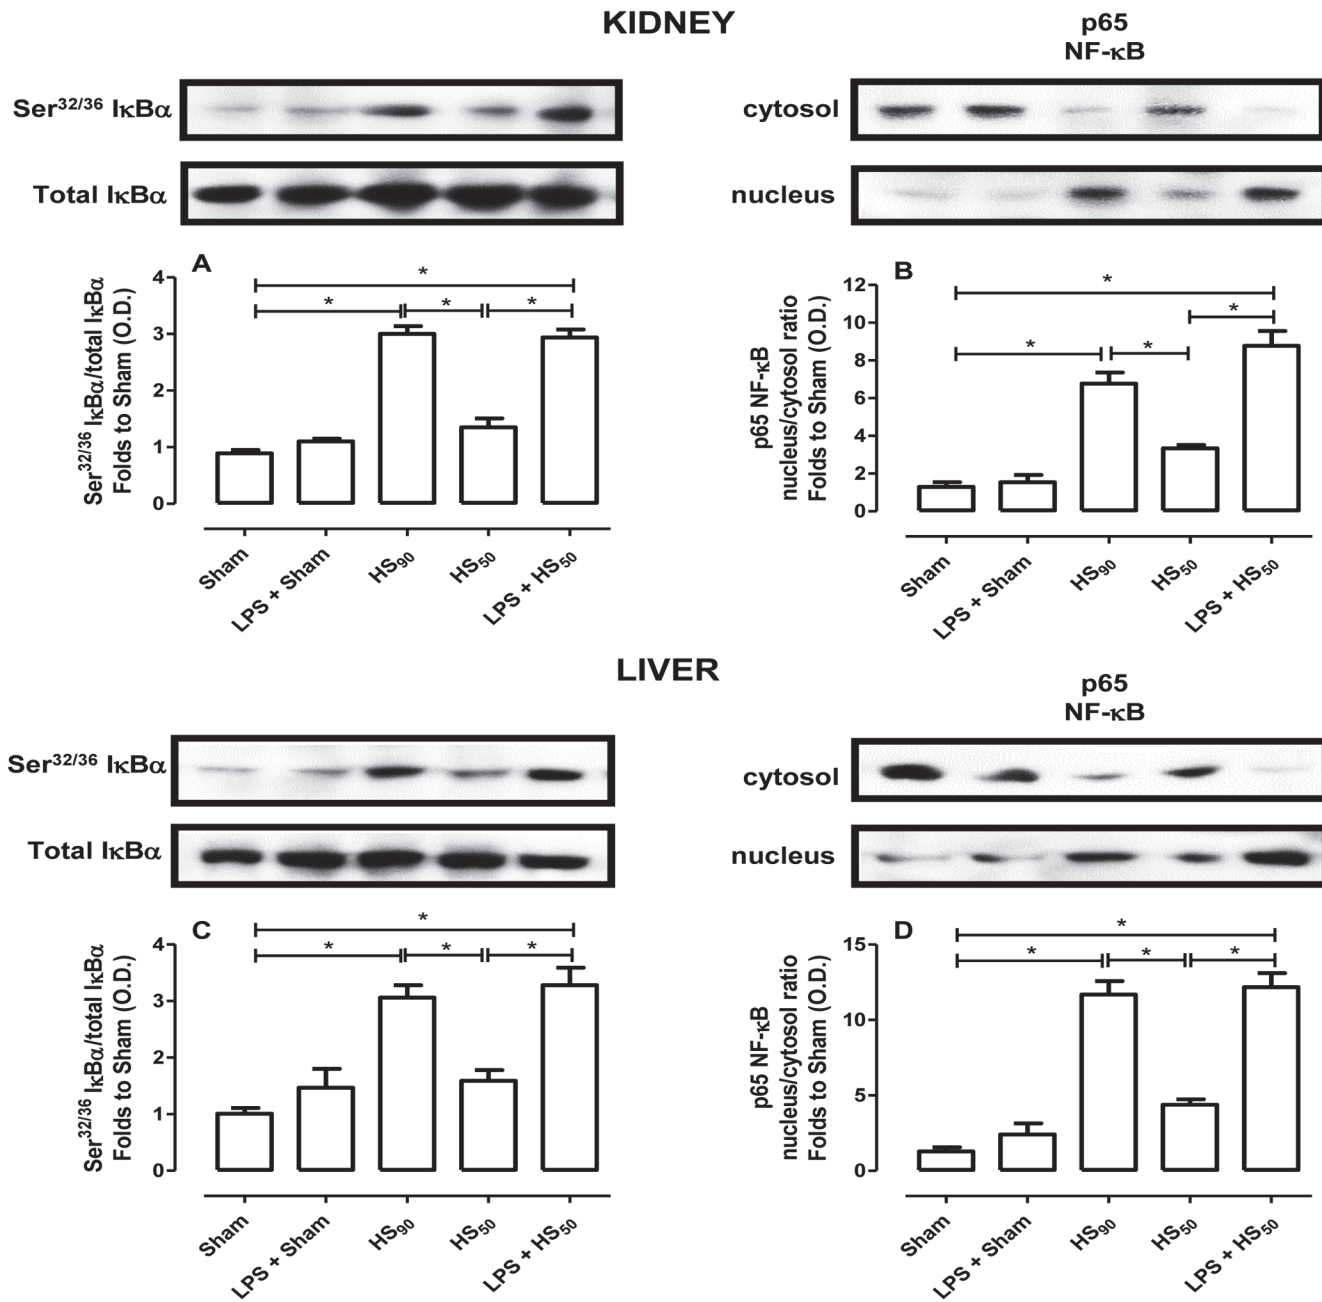 KIDNEY
p65
NF-κB
Ser32/36 IκBα
Total IκBα
cytosol
nucleus
A
Ser32/36 IκBα/total IκBα
Folds to Sham (O.D.)
4
3
2
1
0
*
*
*
*
Sham
LPS + Sham
HS90
HS50
LPS + HS50
B
p65 NF-κB
nucleus/cytosol ratio
Folds to Sham (O.D.)
12
10
8
6
4
2
0
*
*
*
*
Sham
LPS + Sham
HS90
HS50
LPS + HS50
LIVER
p65
NF-κB
Ser32/36 IκBα
Total IκBα
cytosol
nucleus
C
Ser32/36 IκBα/total IκBα
Folds to Sham (O.D.)
4
3
2
1
0
*
*
*
*
Sham
LPS + Sham
HS90
HS50
LPS + HS50
D
p65 NF-κB
nucleus/cytosol ratio
Folds to Sham (O.D.)
15
10
5
0
*
*
*
*
Sham
LPS + Sham
HS90
HS50
LPS + HS50